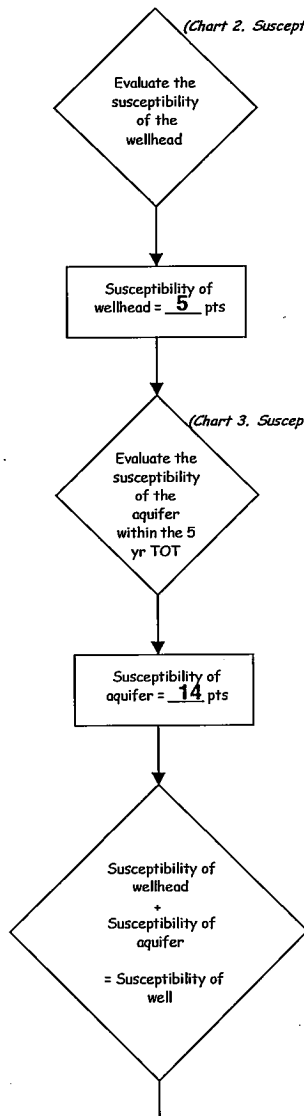 (Chart 2. Suscept
Evaluate the
susceptibility
of the
wellhead
Susceptibility of
wellhead = 5 pts
(Chart 3. Suscep
Evaluate the
susceptibility
of the
aquifer
within the 5
yr TOT
Susceptibility of
aquifer = 14 pts
Susceptibility of
wellhead
+
Susceptibility of
aquifer
= Susceptibility of
well